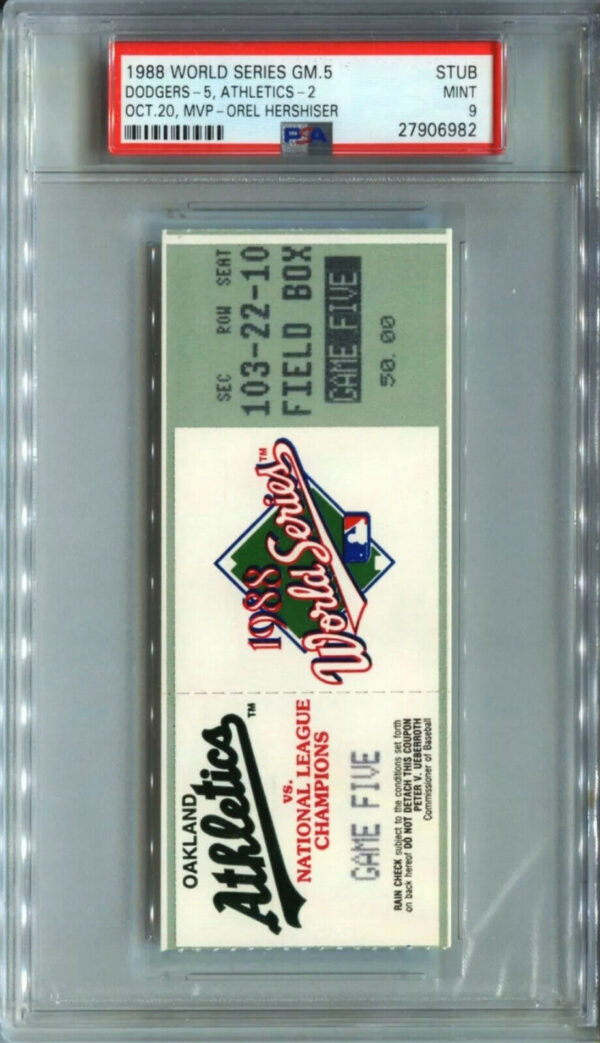 1988 WORLD SERIES GM.5 STUB
DODGERS-5, ATHLETICS-2 MINT
OCT.20, MVP-OREL HERSHISER 9
PSA 27906982
SEC ROW SEAT
103-22-10
FIELD BOX
GAME FIVE
50.00
1988
World Series™
OAKLAND
Athletics™
vs.
NATIONAL LEAGUE
CHAMPIONS
GAME FIVE
RAIN CHECK subject to the conditions set forth
on back hereof DO NOT DETACH THIS COUPON
PETER V. UEBERROTH
Commissioner of Baseball